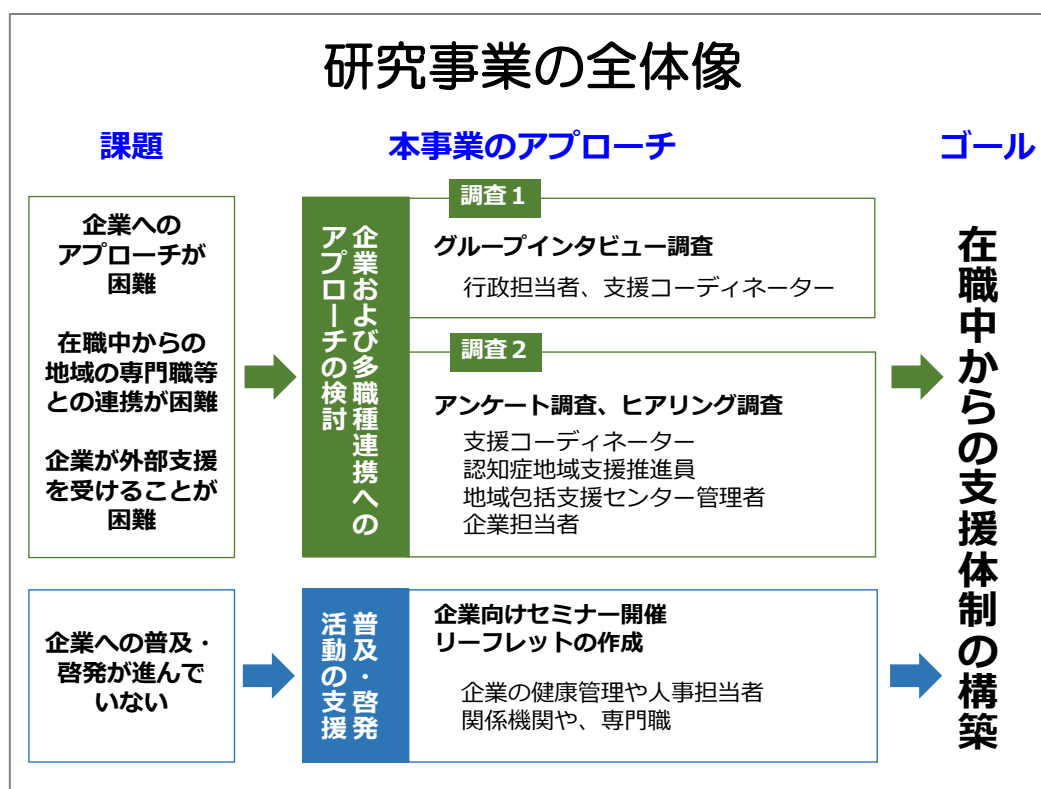 研究事業の全体像
課題
本事業のアプローチ
ゴール
企業への
アプローチが
困難
在職中からの
地域の専門職等
との連携が困難
企業が外部支援
を受けることが
困難
企業および多職種連携への
アプローチの検討
調査１
グループインタビュー調査
行政担当者、支援コーディネーター
調査２
アンケート調査、ヒアリング調査
支援コーディネーター
認知症地域支援推進員
地域包括支援センター管理者
企業担当者
企業への普及・
啓発が進んで
いない
普及・啓発
活動の支援
企業向けセミナー開催
リーフレットの作成
企業の健康管理や人事担当者
関係機関や、専門職
在職中からの支援体制の構築